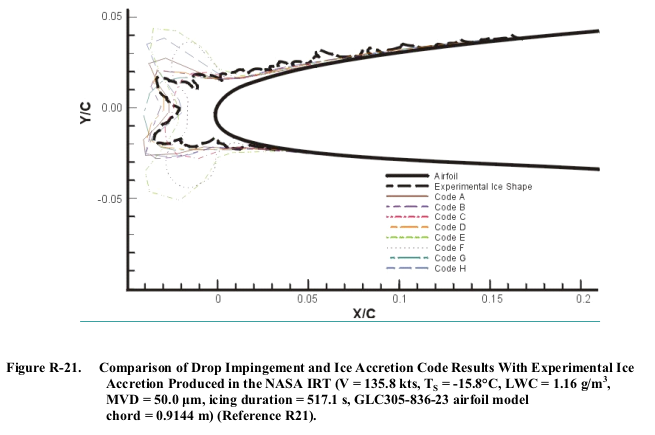 0.05
0.00
-0.05
Y/C
Airfoil
Experimental Ice Shape
Code A
Code B
Code C
Code D
Code E
Code F
Code G
Code H
0 0.05 0.1 0.15 0.2
X/C
Figure R-21. Comparison of Drop Impingement and Ice Accretion Code Results With Experimental Ice
Accretion Produced in the NASA IRT (V = 135.8 kts, TS = -15.8°C, LWC = 1.16 g/m³,
MVD = 50.0 μm, icing duration = 517.1 s, GLC305-836-23 airfoil model
chord = 0.9144 m) (Reference R21).